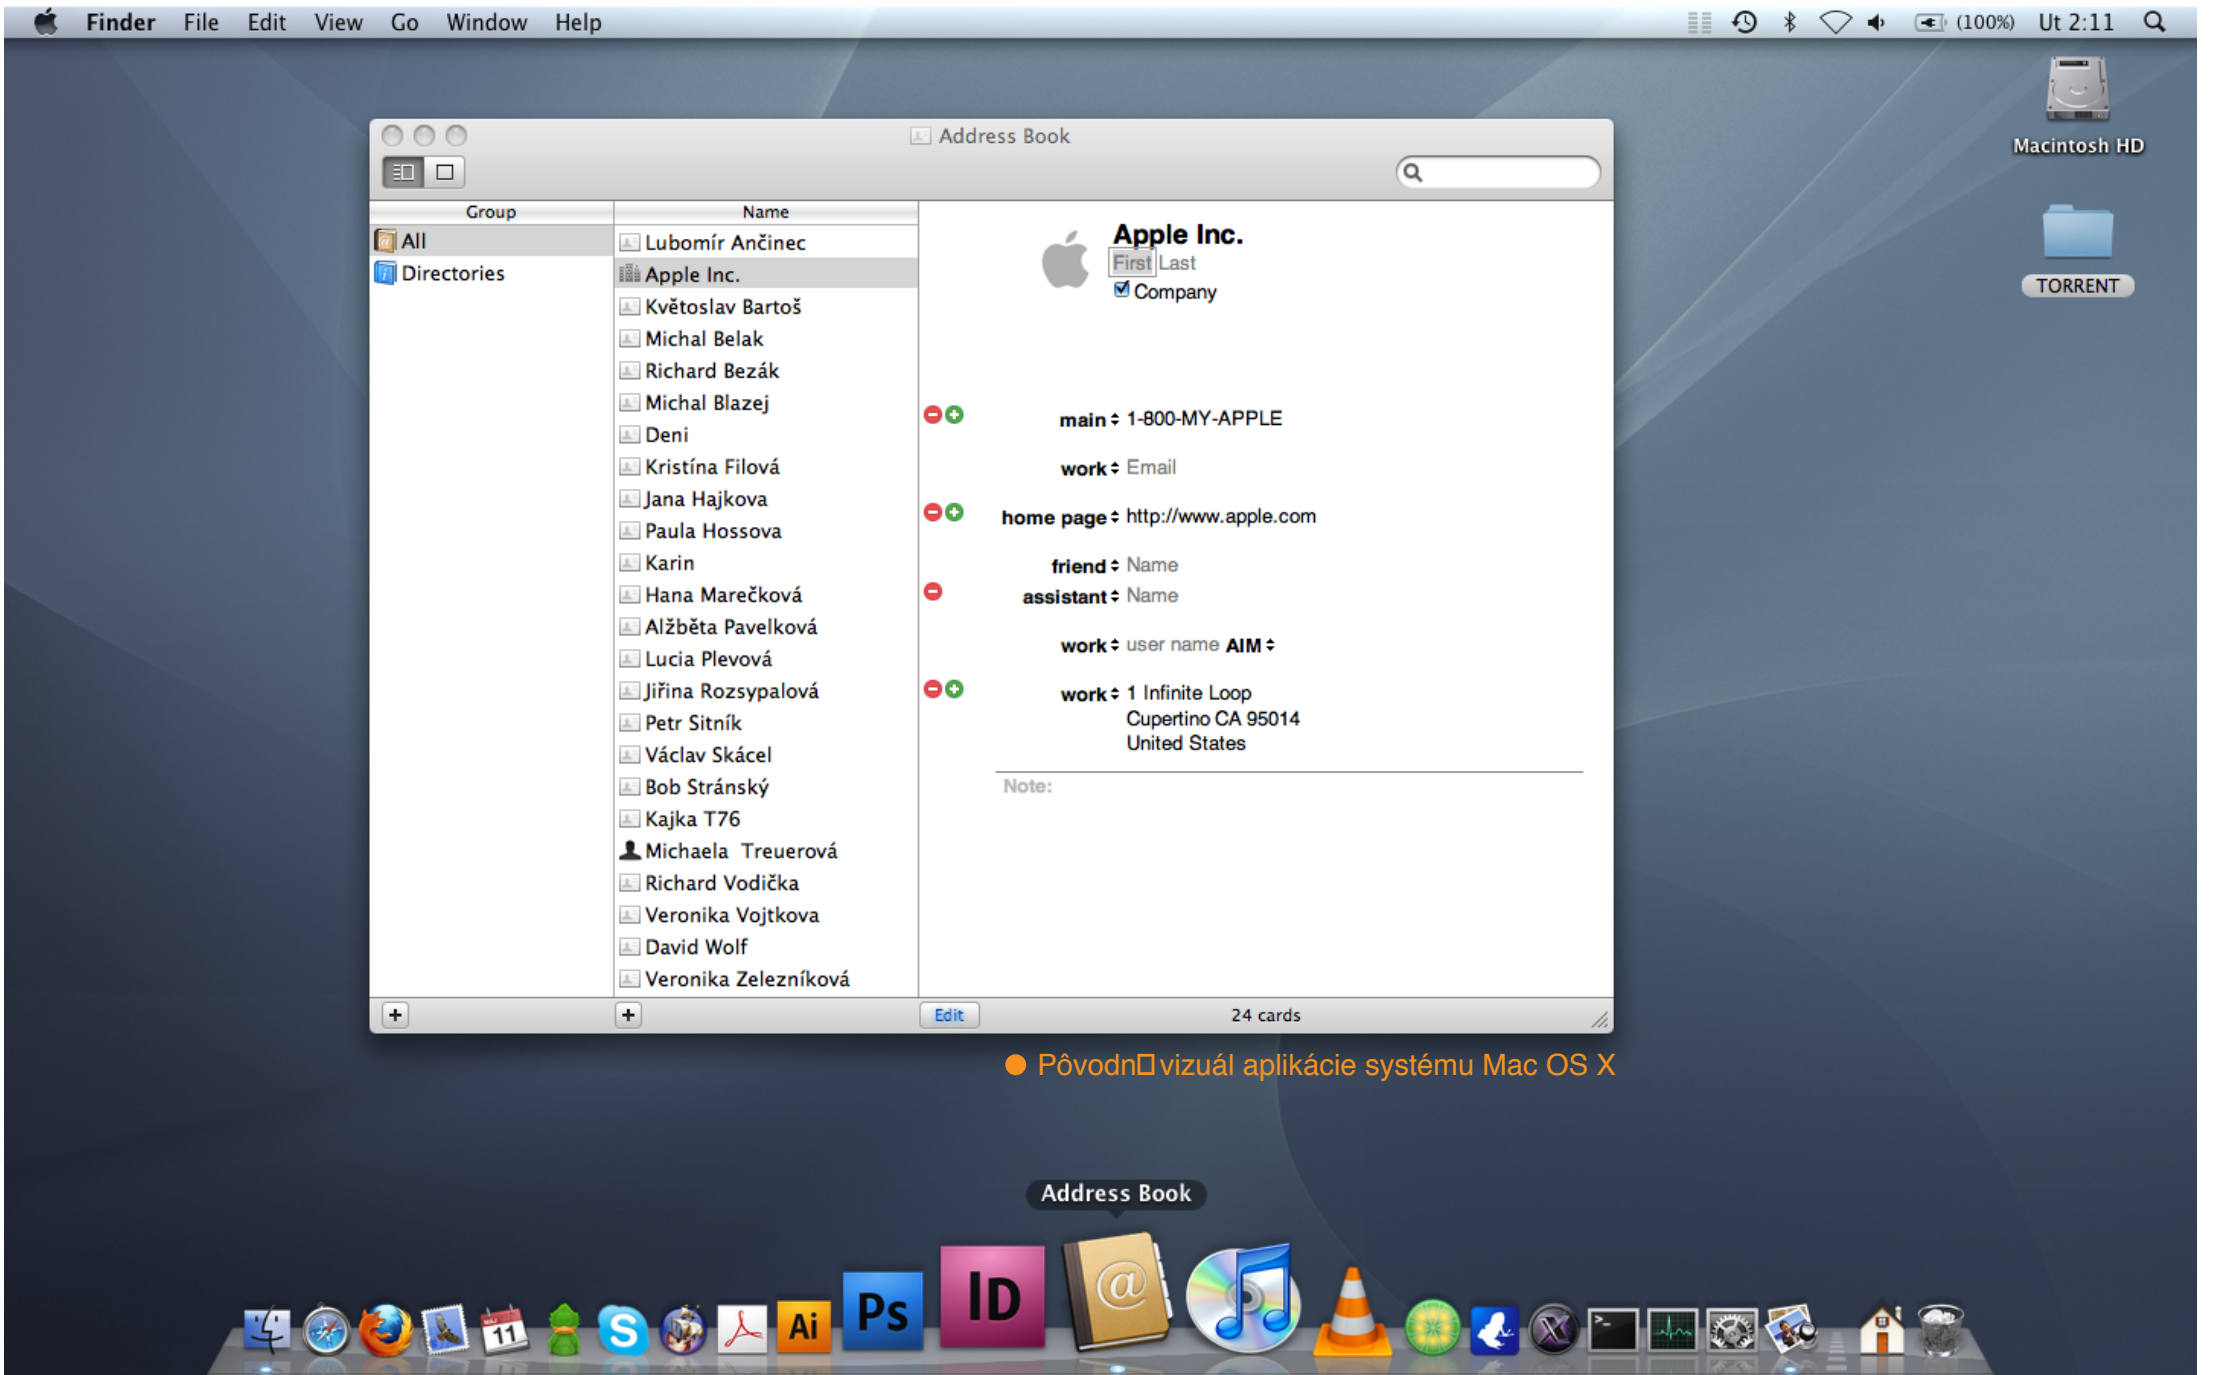 Finder File Edit View Go Window Help (100%) Ut 2:11
Macintosh HD
TORRENT
Address Book
Group
All
Directories
Name
Lubomír Ančinec
Apple Inc.
Květoslav Bartoš
Michal Belak
Richard Bezák
Michal Blazej
Deni
Kristína Filová
Jana Hajkova
Paula Hossova
Karin
Hana Marečková
Alžběta Pavelková
Lucia Plevová
Jiřina Rozsypalová
Petr Sitník
Václav Skácel
Bob Stránský
Kajka T76
Michaela Treuerová
Richard Vodička
Veronika Vojtkova
David Wolf
Veronika Zelezníková
Apple Inc.
First Last
Company
main 1-800-MY-APPLE
work Email
home page http://www.apple.com
friend Name
assistant Name
work user name AIM
work 1 Infinite Loop
Cupertino CA 95014
United States
Note:
Edit
24 cards
Pôvodn□ vizuál aplikácie systému Mac OS X
Address Book
11
Ai
Ps
ID